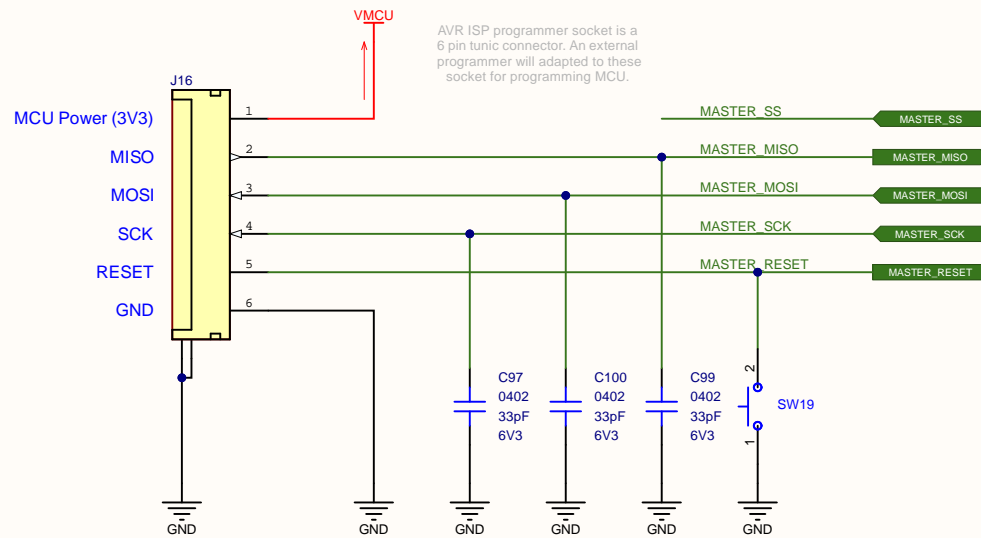 VMCU
AVR ISP programmer socket is a
6 pin tunic connector. An external
programmer will adapted to these
socket for programming MCU.
J16
MCU Power (3V3)
1
MASTER_SS
MASTER_SS
MISO
2
MASTER_MISO
MASTER_MISO
MOSI
3
MASTER_MOSI
MASTER_MOSI
SCK
4
MASTER_SCK
MASTER_SCK
RESET
5
MASTER_RESET
MASTER_RESET
GND
6
C97
0402
33pF
6V3
C100
0402
33pF
6V3
C99
0402
33pF
6V3
2
SW19
1
GND
GND
GND
GND
GND
GND